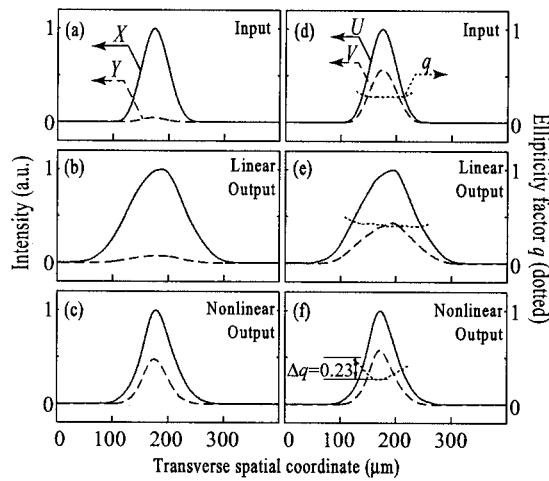 (a)
X
Y
Input
1
0
(b)
Linear
Output
1
0
(c)
Nonlinear
Output
1
0
0
100
200
300
Intensity (a.u.)
(d)
U
V
q
Input
1
0
(e)
Linear
Output
1
0
(f)
Nonlinear
Output
Δq=0.23
1
0
0
100
200
300
Ellipticity factor q (dotted)
Transverse spatial coordinate (μm)